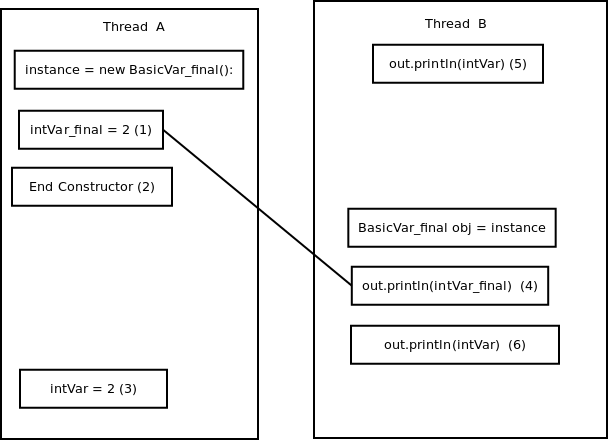 Thread A
instance = new BasicVar_final():
intVar_final = 2 (1)
End Constructor (2)
intVar = 2 (3)
Thread B
out.println(intVar) (5)
BasicVar_final obj = instance
out.println(intVar_final) (4)
out.println(intVar) (6)